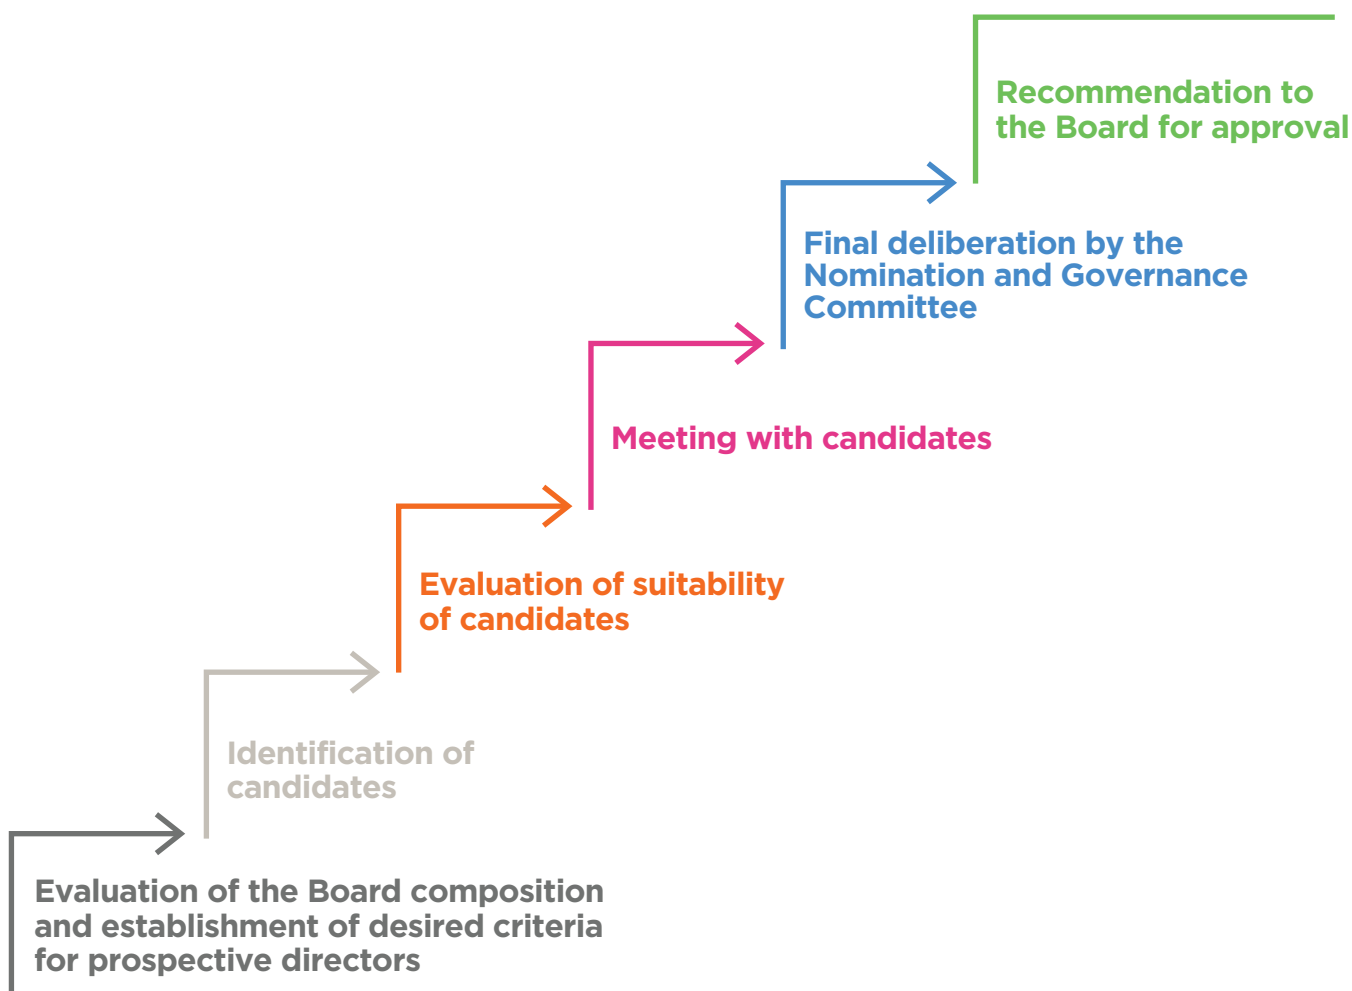 Recommendation to
the Board for approval
Final deliberation by the
Nomination and Governance
Committee
Meeting with candidates
Evaluation of suitability
of candidates
Identification of
candidates
Evaluation of the Board composition
and establishment of desired criteria
for prospective directors